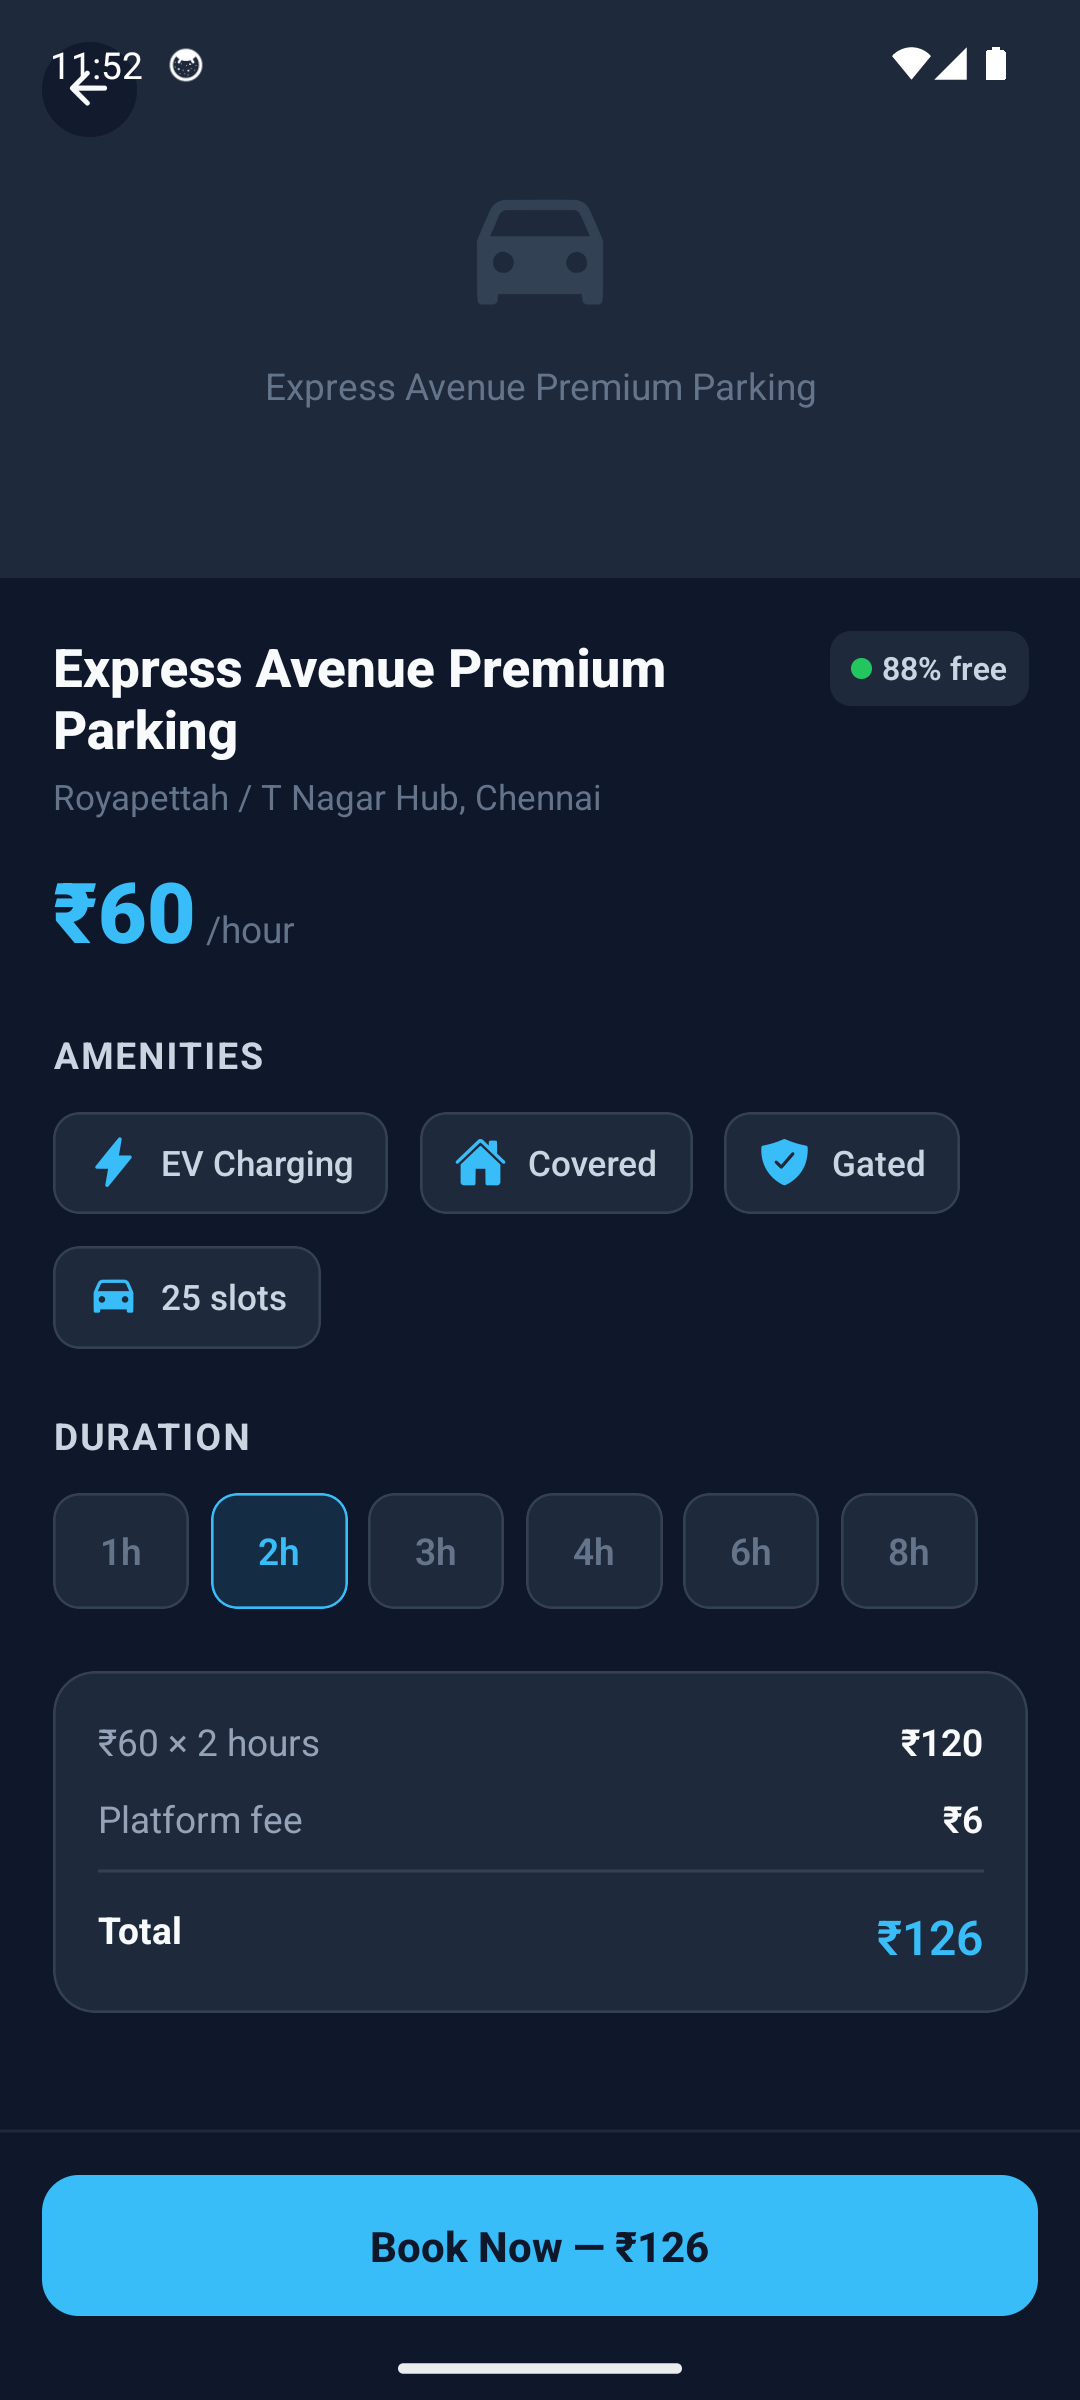 11:52
Express Avenue Premium Parking
Express Avenue Premium
Parking
88% free
Royapettah / T Nagar Hub, Chennai
₹60 /hour
AMENITIES
EV Charging
Covered
Gated
25 slots
DURATION
1h
2h
3h
4h
6h
8h
₹60 × 2 hours
₹120
Platform fee
₹6
Total
₹126
Book Now — ₹126